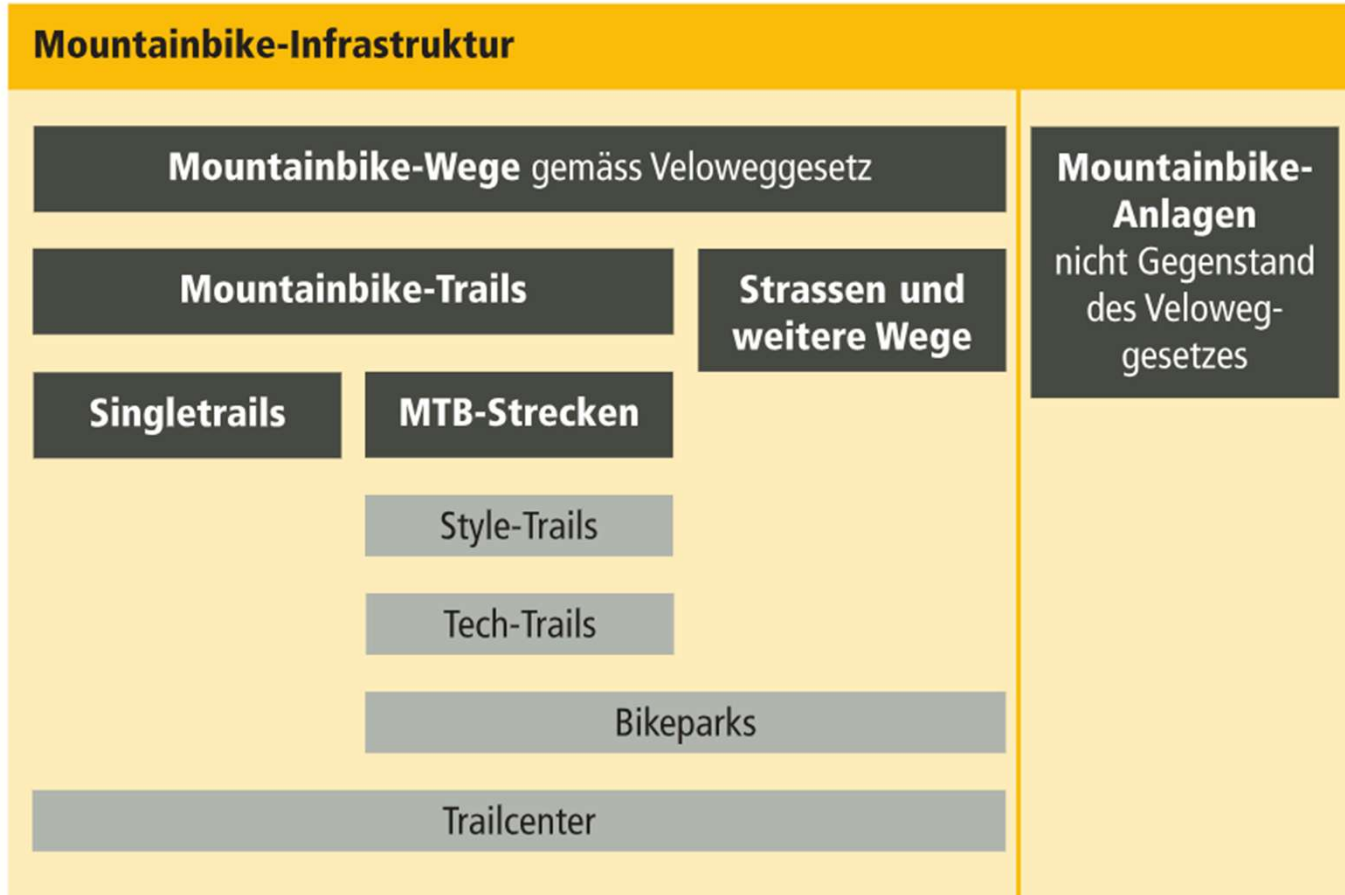 Mountainbike-Infrastruktur
Mountainbike-Wege gemäss Veloweggesetz
Mountainbike-Trails
Strassen und
weitere Wege
Singletrails
MTB-Strecken
Style-Trails
Tech-Trails
Bikeparks
Trailcenter
Mountainbike-
Anlagen
nicht Gegenstand
des Veloweg-
gesetzes